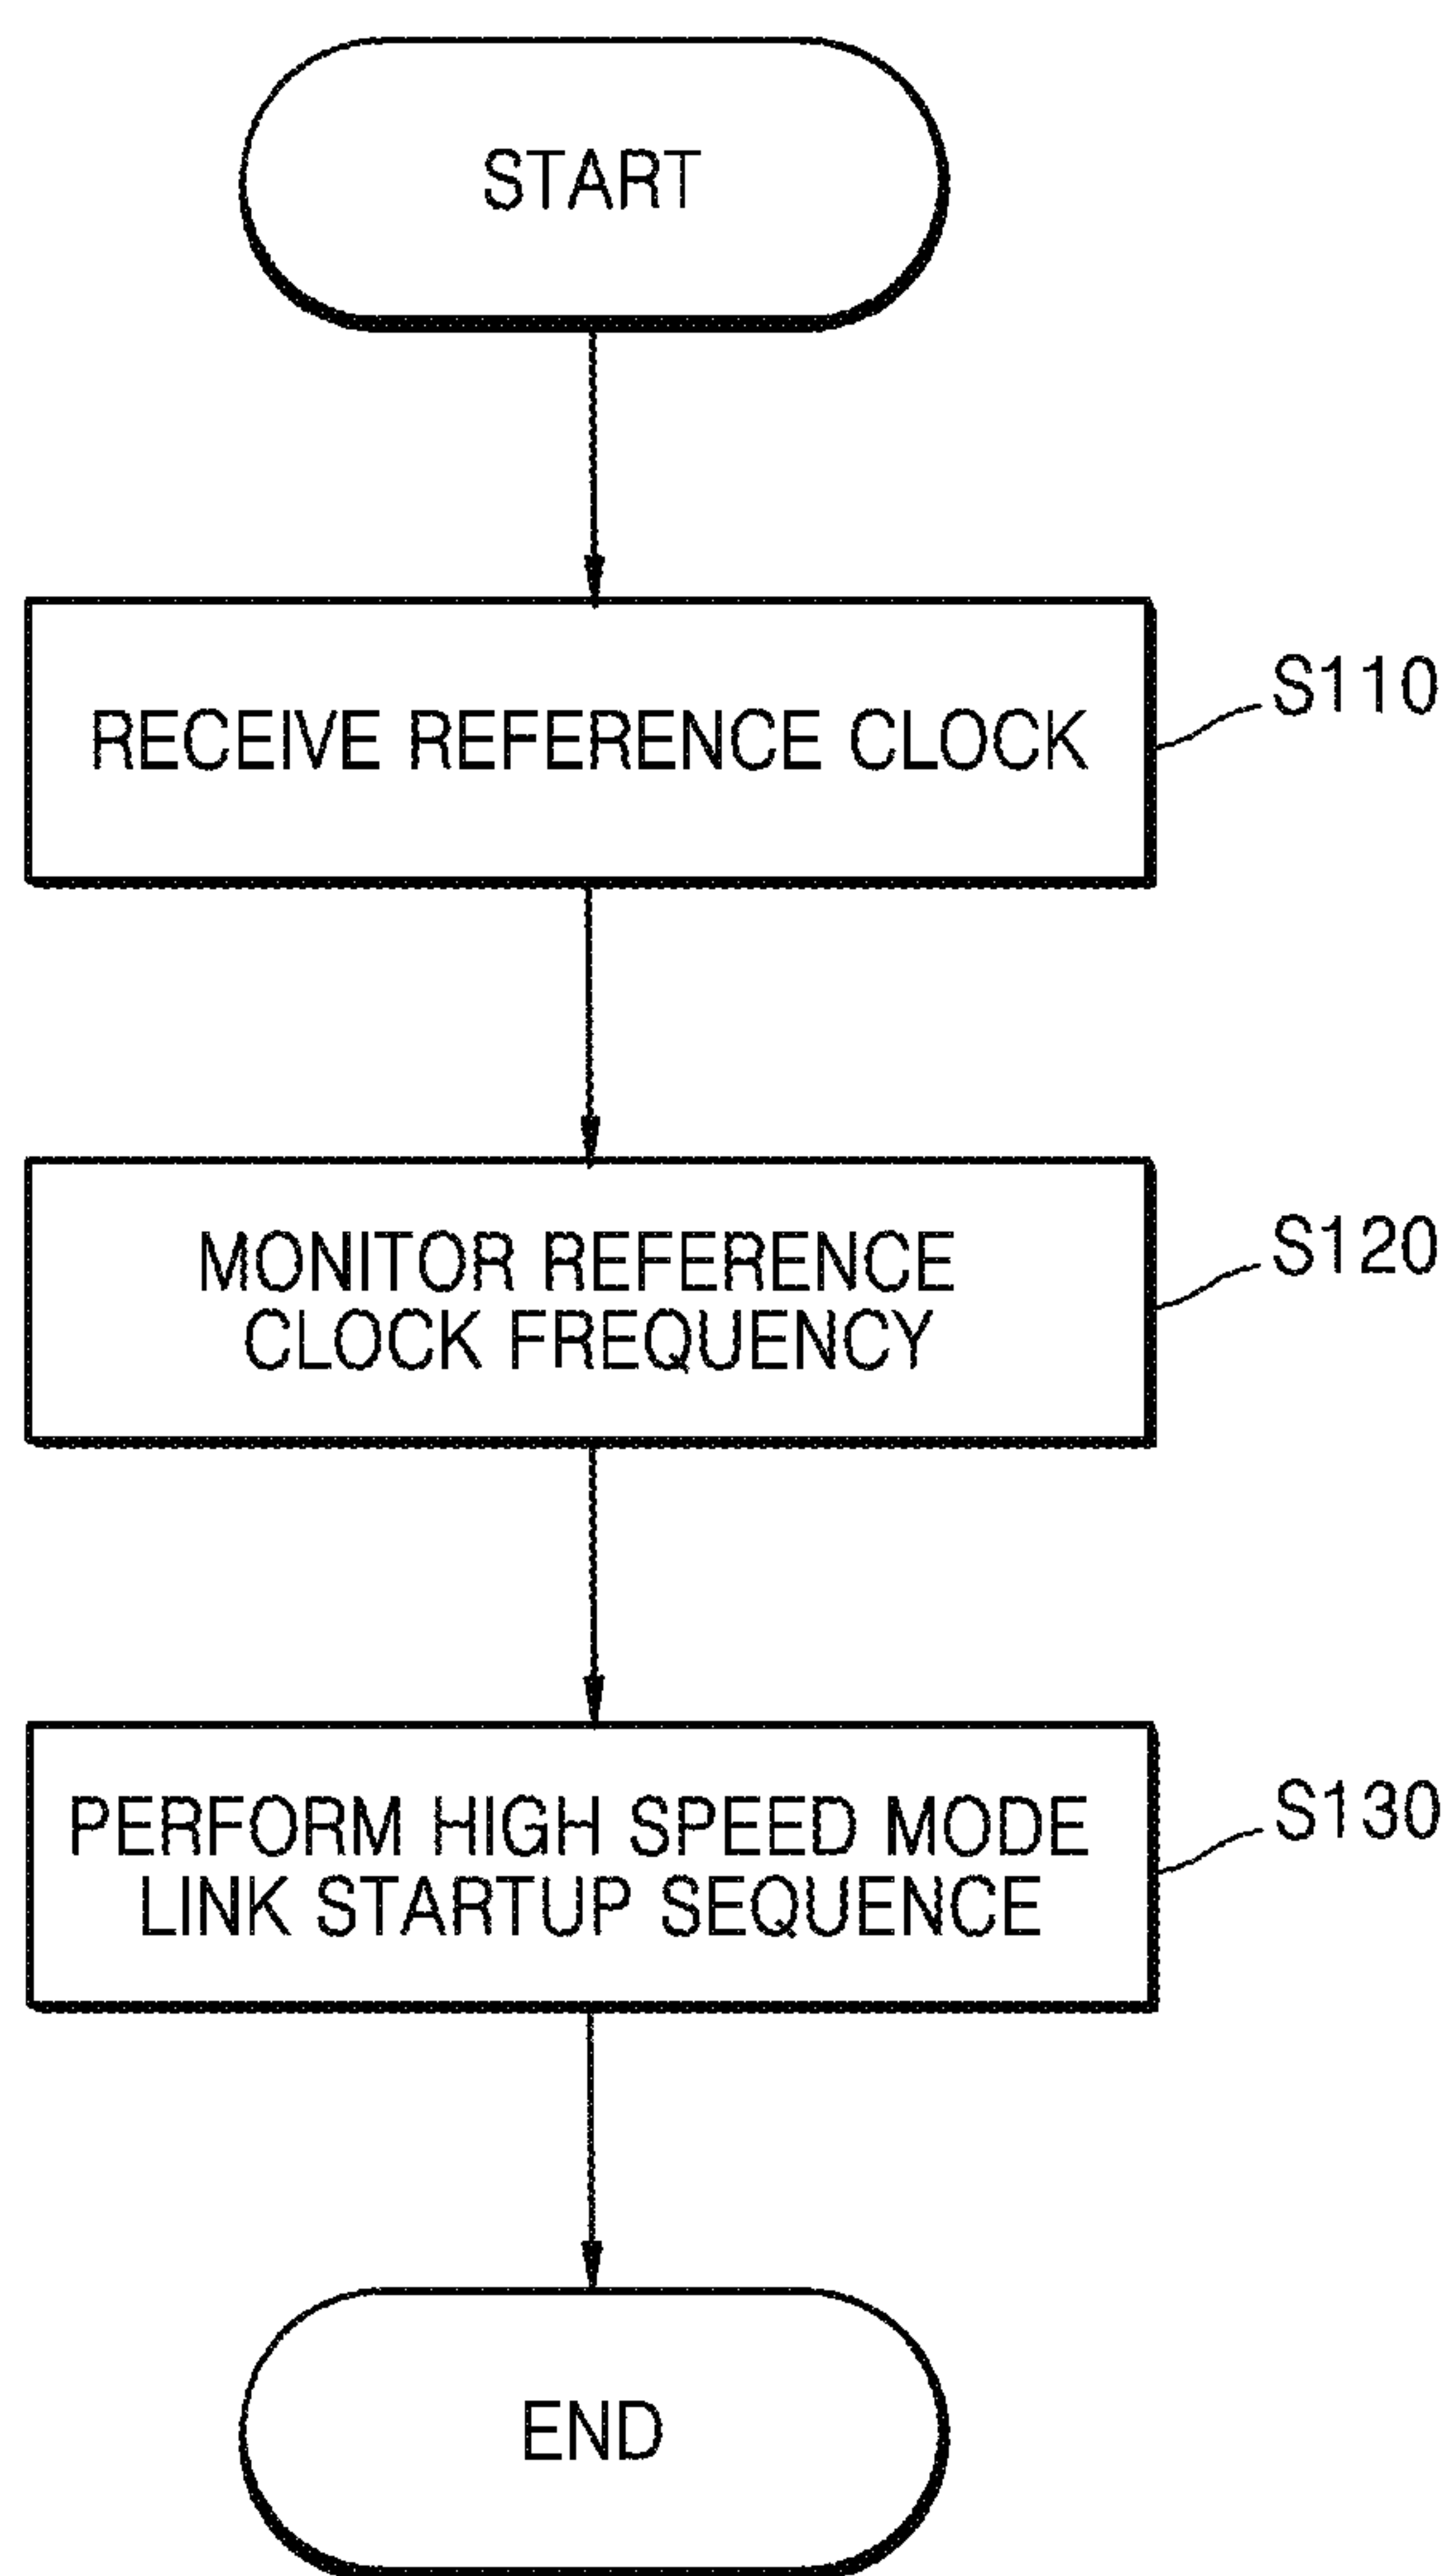 START
RECEIVE REFERENCE CLOCK
S110
MONITOR REFERENCE
CLOCK FREQUENCY
S120
PERFORM HIGH SPEED MODE
LINK STARTUP SEQUENCE
S130
END